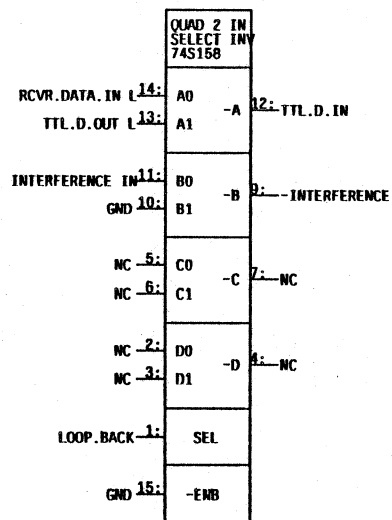 QUAD 2 IN
SELECT INV
74S158
RCVR.DATA.IN L 14: A0
-A 12: TTL.D.IN
TTL.D.OUT L 13: A1
INTERFERENCE IN 11: B0
-B 9: -INTERFERENCE
GND 10: B1
NC 5: C0
-C 7: NC
NC 6: C1
NC 2: D0
-D 4: NC
NC 3: D1
LOOP.BACK 1: SEL
GND 15: -ENB